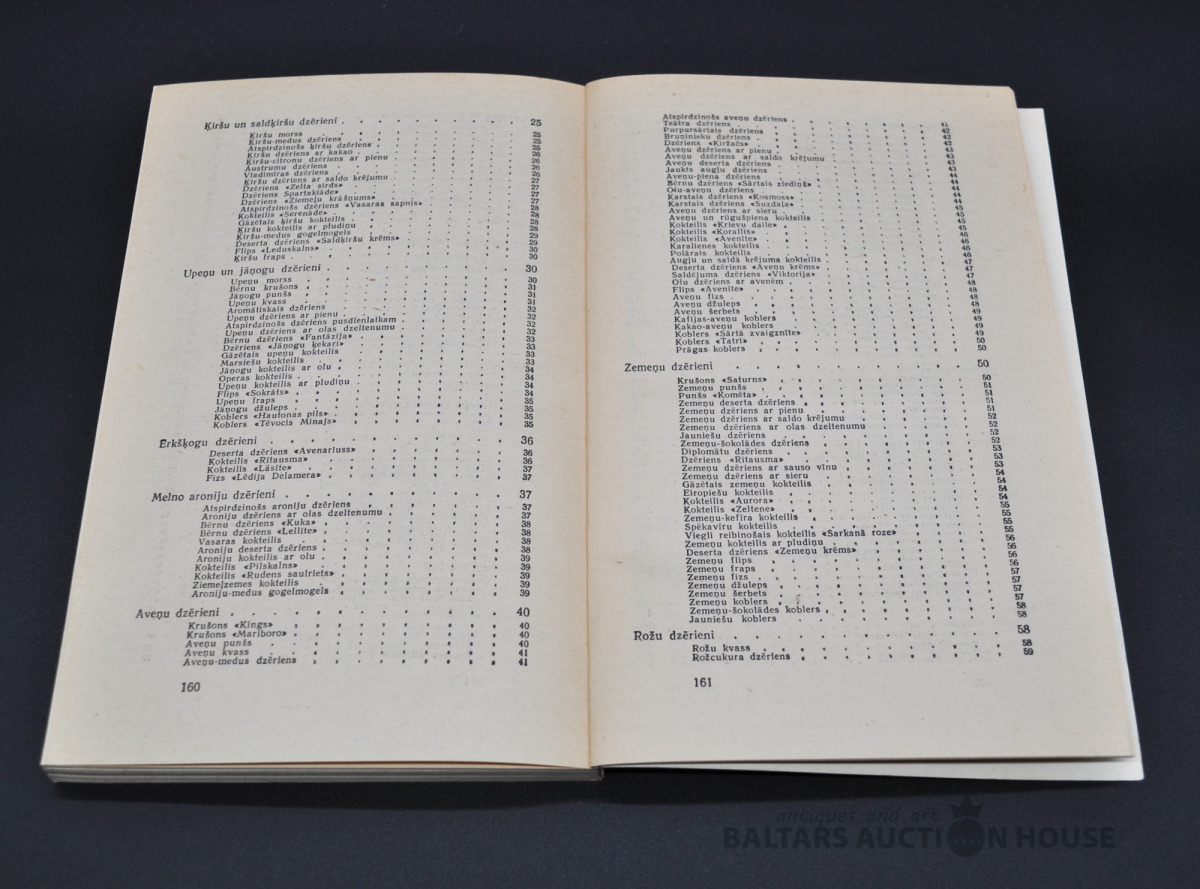 Ķiršu un saldķiršu dzērieni . . . . . . . . . 25
Ķiršu morss . . . . . . . . . 25
Ķiršu-medus dzēriens . . . . . . . . . 25
Atspirdzinošs ķiršu dzēriens . . . . . . . . . 25
Ķiršu dzēriens ar kakao . . . . . . . . . 26
Ķiršu-citronu dzēriens ar pienu . . . . . . . . . 26
Austrumu dzēriens . . . . . . . . . 26
Vladimiras dzēriens . . . . . . . . . 26
Ķiršu dzēriens ar saldo krējumu . . . . . . . . . 27
Dzēriens «Zelta sirds» . . . . . . . . . 27
Dzēriens Spartakiāde» . . . . . . . . . 27
Dzēriens «Ziemeļu krāšņums» . . . . . . . . . 27
Atspirdzinošs dzēriens «Vasaras sapnis» . . . . . . . . . 28
Kokteilis «Serenāde» . . . . . . . . . 28
Gāzētais ķiršu kokteilis . . . . . . . . . 28
Ķiršu kokteilis ar pludiņu . . . . . . . . . 28
Ķiršu-medus gogelmogels . . . . . . . . . 29
Deserta dzēriens «Saldķiršu krēms» . . . . . . . . . 29
Flips «Leduskalns» . . . . . . . . . 30
Ķiršu fraps . . . . . . . . . 30
Upeņu un jāņogu dzērieni . . . . . . . . . 30
Upeņu morss . . . . . . . . . 30
Bērnu krušons . . . . . . . . . 31
Jāņogu punšs . . . . . . . . . 31
Upeņu kvass . . . . . . . . . 31
Aromātiskais dzēriens . . . . . . . . . 32
Upeņu dzēriens ar pienu . . . . . . . . . 32
Atspirdzinošs dzēriens pusdienlaikam . . . . . . . . . 32
Upeņu dzēriens ar olas dzeltenumu . . . . . . . . . 32
Bērnu dzēriens «Fantāzija» . . . . . . . . . 33
Dzēriens «Jāņogu ķekari» . . . . . . . . . 33
Gāzētais upeņu kokteilis . . . . . . . . . 33
Marsiešu kokteilis . . . . . . . . . 33
Jāņogu kokteilis ar olu . . . . . . . . . 34
Operas kokteilis . . . . . . . . . 34
Upeņu kokteilis ar pludiņu . . . . . . . . . 34
Flips «Sokrāts» . . . . . . . . . 34
Upeņu fraps . . . . . . . . . 35
Jāņogu džuleps . . . . . . . . . 35
Koblers «Hautonas pils» . . . . . . . . . 35
Koblers «Tēvocis Minajs» . . . . . . . . . 35
Ērkšķogu dzērieni . . . . . . . . . 36
Deserta dzēriens «Avenariuss» . . . . . . . . . 36
Kokteilis «Rītausma» . . . . . . . . . 36
Kokteilis «Lāsīte» . . . . . . . . . 37
Fizs «Lēdija Delamera» . . . . . . . . . 37
Melno aroniju dzērieni . . . . . . . . . 37
Atspirdzinošs aroniju dzēriens . . . . . . . . . 37
Aroniju dzēriens ar olas dzeltenumu . . . . . . . . . 37
Bērnu dzēriens «Kuka» . . . . . . . . . 38
Bērnu dzēriens «Lellīte» . . . . . . . . . 38
Vasaras kokteilis . . . . . . . . . 38
Aroniju deserta dzēriens . . . . . . . . . 38
Aroniju kokteilis ar olu . . . . . . . . . 39
Kokteilis «Pilskalns» . . . . . . . . . 39
Kokteilis «Rudens saulriets» . . . . . . . . . 39
Ziemeļzemes kokteilis . . . . . . . . . 39
Aroniju-medus gogelmogels . . . . . . . . . 39
Aveņu dzērieni . . . . . . . . . 40
Krušons «Kings» . . . . . . . . . 40
Krušons «Marlboro» . . . . . . . . . 40
Aveņu punšs . . . . . . . . . 40
Aveņu kvass . . . . . . . . . 41
Aveņu-medus dzēriens . . . . . . . . . 41
160
Atspirdzinošs aveņu dzēriens . . . . . . . . .
Teātra dzēriens . . . . . . . . . 41
Purpursārtais dzēriens . . . . . . . . . 42
Bruņinieku dzēriens . . . . . . . . . 42
Dzēriens «Kiržačs» . . . . . . . . . 42
Aveņu dzēriens ar pienu . . . . . . . . . 43
Aveņu dzēriens ar saldo krējumu . . . . . . . . . 43
Aveņu deserta dzēriens . . . . . . . . . 43
Jaukts augļu dzēriens . . . . . . . . . 43
Aveņu-piena dzēriens . . . . . . . . . 44
Bērnu dzēriens «Sārtais ziediņš» . . . . . . . . . 44
Olu-aveņu dzēriens . . . . . . . . . 44
Karstais dzēriens «Kosmoss» . . . . . . . . . 44
Karstais dzēriens «Suzdaļa» . . . . . . . . . 44
Aveņu dzēriens ar sieru . . . . . . . . . 45
Aveņu un rūgušpiena kokteilis . . . . . . . . . 45
Kokteilis «Krievu daile» . . . . . . . . . 45
Kokteilis «Korallis» . . . . . . . . . 45
Kokteilis «Avenīte» . . . . . . . . . 46
Karalienes kokteilis . . . . . . . . . 46
Polārais kokteilis . . . . . . . . . 46
Augļu un saldā krējuma kokteilis . . . . . . . . . 46
Deserta dzēriens «Aveņu krēms» . . . . . . . . . 47
Saldējuma dzēriens «Viktorija» . . . . . . . . . 47
Olu dzēriens ar avenēm . . . . . . . . . 47
Flips «Avenīte» . . . . . . . . . 48
Aveņu fizs . . . . . . . . . 48
Aveņu džuleps . . . . . . . . . 48
Aveņu šerbets . . . . . . . . . 48
Kafijas-aveņu koblers . . . . . . . . . 49
Kakao-aveņu koblers . . . . . . . . . 49
Koblers «Sārtā zvaigznīte» . . . . . . . . . 49
Koblers «Tatri» . . . . . . . . . 50
Prāgas koblers . . . . . . . . . 50
Zemeņu dzērieni . . . . . . . . . 50
Krušons «Saturns» . . . . . . . . . 50
Zemeņu punšs . . . . . . . . . 51
Punšs «Komēta» . . . . . . . . . 51
Zemeņu deserta dzēriens . . . . . . . . . 51
Zemeņu dzēriens ar pienu . . . . . . . . . 51
Zemeņu dzēriens ar saldo krējumu . . . . . . . . . 52
Zemeņu dzēriens ar olas dzeltenumu . . . . . . . . . 52
Jauniešu dzēriens . . . . . . . . . 52
Zemeņu-šokolādes dzēriens . . . . . . . . . 52
Diplomātu dzēriens . . . . . . . . . 53
Dzēriens «Rītausma» . . . . . . . . . 53
Zemeņu dzēriens ar sauso vīnu . . . . . . . . . 53
Zemeņu dzēriens ar sieru . . . . . . . . . 54
Gāzētais zemeņu kokteilis . . . . . . . . . 54
Eiropiešu kokteilis . . . . . . . . . 54
Kokteilis «Aurora» . . . . . . . . . 54
Kokteilis «Zeltene» . . . . . . . . . 55
Zemeņu-kefīra kokteilis . . . . . . . . . 55
Spēkavīru kokteilis . . . . . . . . . 55
Viegli reibinošais kokteilis «Sarkanā roze» . . . . . . . . . 55
Zemeņu kokteilis ar pludiņu . . . . . . . . . 56
Deserta dzēriens «Zemeņu krēms» . . . . . . . . . 56
Zemeņu flips . . . . . . . . . 56
Zemeņu fraps . . . . . . . . . 56
Zemeņu fizs . . . . . . . . . 57
Zemeņu džuleps . . . . . . . . . 57
Zemeņu šerbets . . . . . . . . . 57
Zemeņu koblers . . . . . . . . . 57
Zemeņu-šokolādes koblers . . . . . . . . . 58
Jauniešu koblers . . . . . . . . . 58
Rožu dzērieni . . . . . . . . . 58
Rožu kvass . . . . . . . . . 58
Rožcukura dzēriens . . . . . . . . . 59
161
antiques and art
BALTARS AUCTION HOUSE